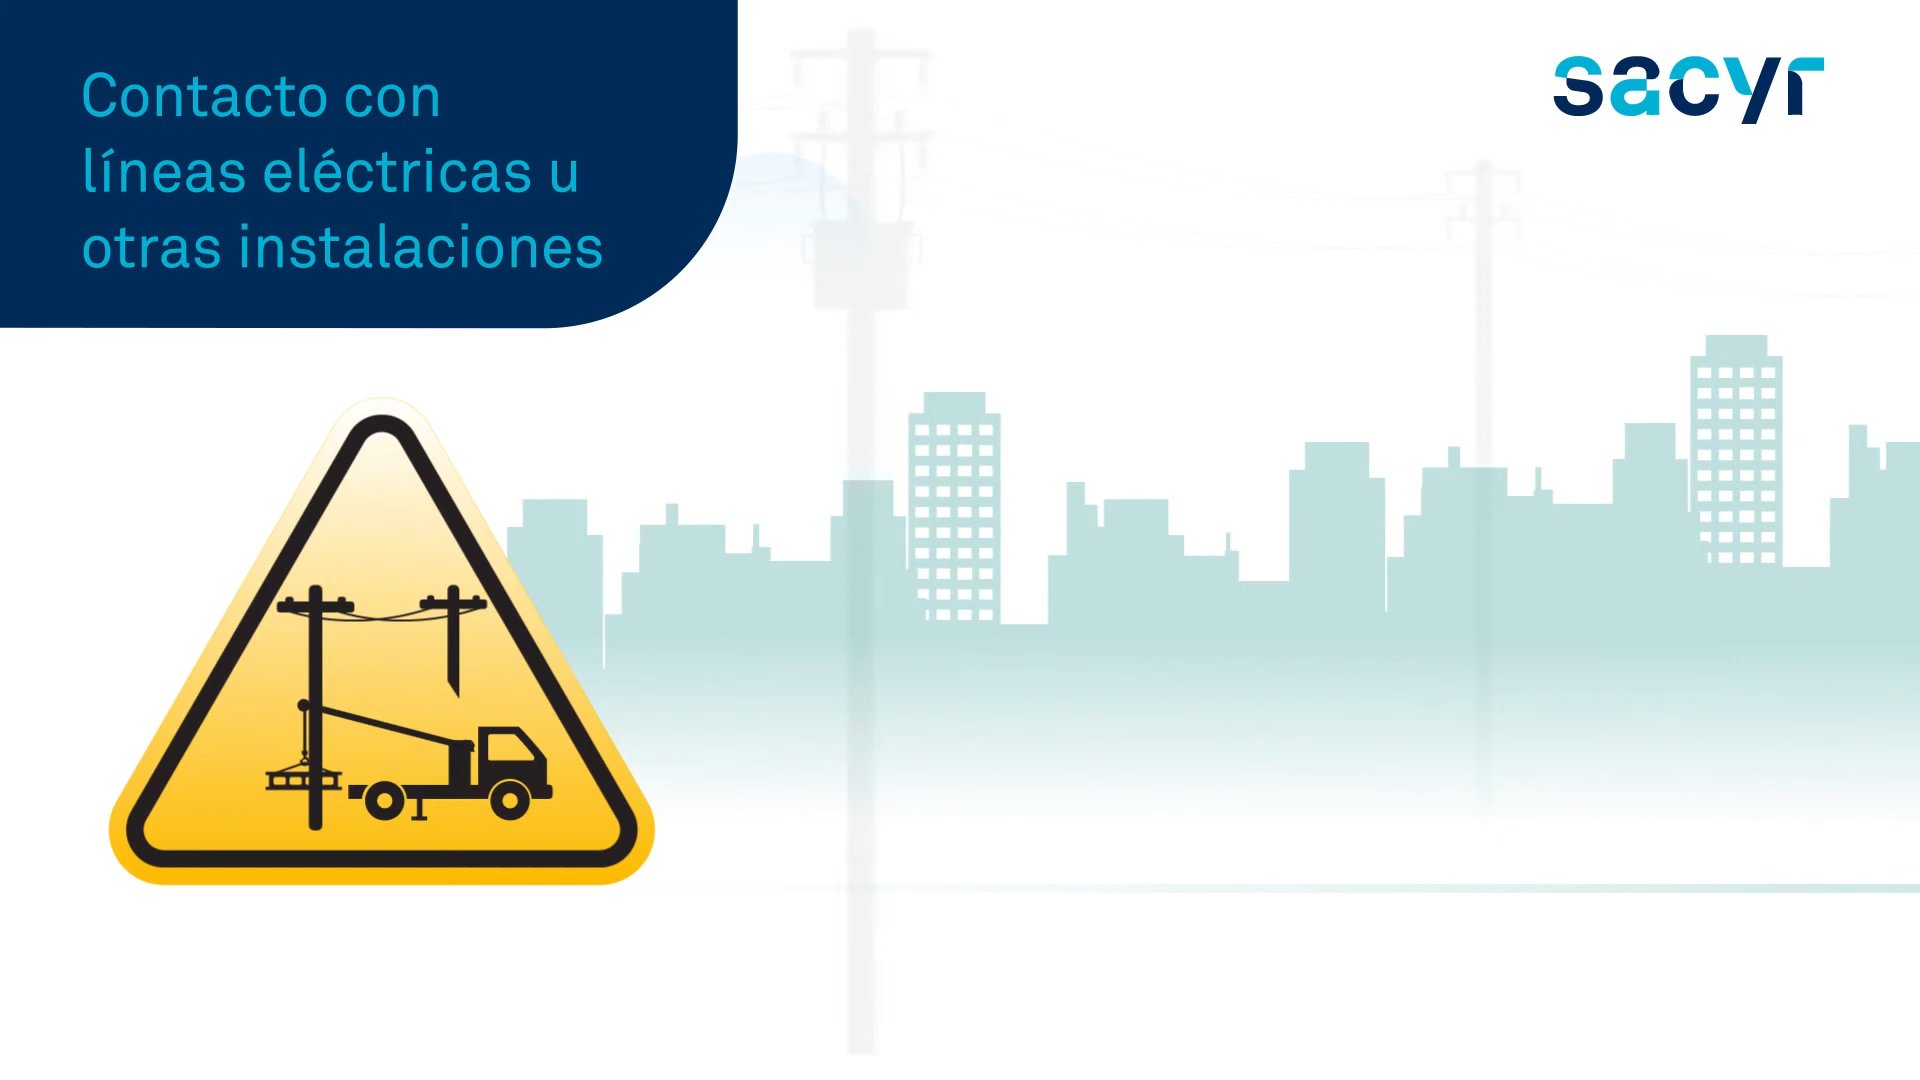 Contacto con
líneas eléctricas u
otras instalaciones
sacyr